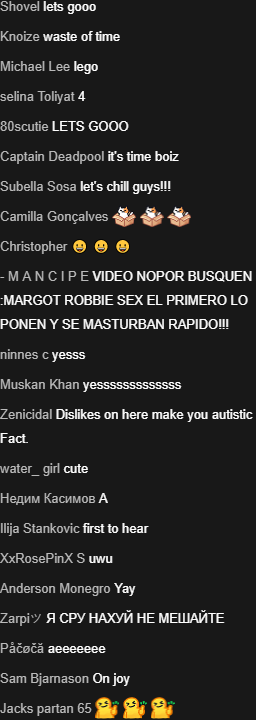 Shovel lets gooo
Knoize waste of time
Michael Lee lego
selina Toliyat 4
80scutie LETS GOOO
Captain Deadpool it's time boiz
Subella Sosa let's chill guys!!!
Camilla Gonçalves
Christopher
- M A N C I P E VIDEO NOPOR BUSQUEN
:MARGOT ROBBIE SEX EL PRIMERO LO
PONEN Y SE MASTURBAN RAPIDO!!!
ninnes c yesss
Muskan Khan yesssssssssssss
Zenicidal Dislikes on here make you autistic
Fact.
water_ girl cute
Недим Касимов А
Ilija Stankovic first to hear
XxRosePinX S uwu
Anderson Monegro Yay
Zarpiツ Я СРУ НАХУЙ НЕ МЕШАЙТЕ
Påčøčă aeeeeeee
Sam Bjarnason On joy
Jacks partan 65